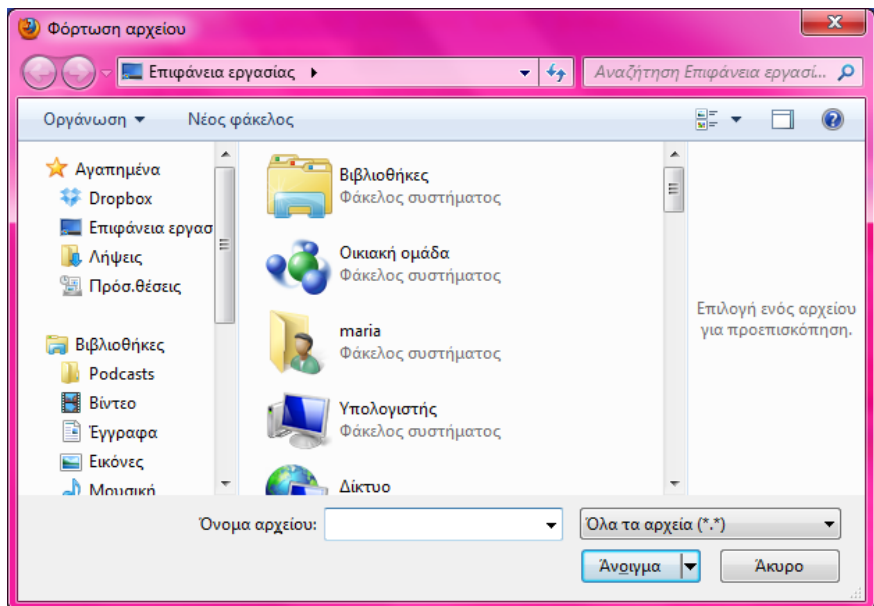 Φόρτωση αρχείου
Επιφάνεια εργασίας
Αναζήτηση Επιφάνεια εργασί...
Οργάνωση
Νέος φάκελος
Αγαπημένα
Dropbox
Επιφάνεια εργασ
Λήψεις
Πρόσ.θέσεις
Βιβλιοθήκες
Podcasts
Βίντεο
Έγγραφα
Εικόνες
Μουσική
Βιβλιοθήκες
Φάκελος συστήματος
Οικιακή ομάδα
Φάκελος συστήματος
maria
Φάκελος συστήματος
Υπολογιστής
Φάκελος συστήματος
Δίκτυο
Επιλογή ενός αρχείου
για προεπισκόπηση.
Όνομα αρχείου:
Όλα τα αρχεία (*.*)
Άνοιγμα
Άκυρο